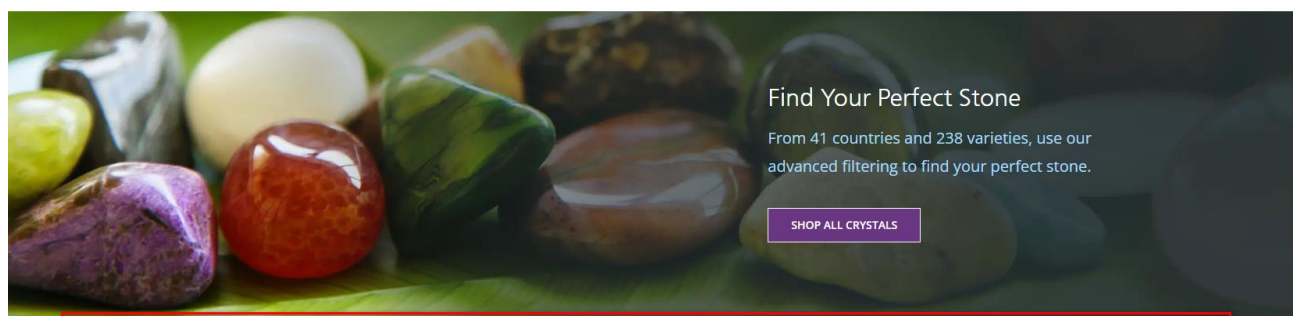 Find Your Perfect Stone
From 41 countries and 238 varieties, use our
advanced filtering to find your perfect stone.
SHOP ALL CRYSTALS